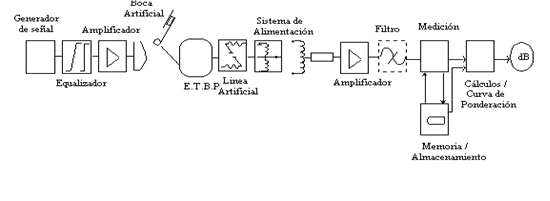 Boca
Artificial
Generador
de señal
Amplificador
Equalizador
E.T.B.P
Linea
Artificial
Sistema de
Alimentación
Amplificador
Filtro
Medición
Cálculos /
Curva de
Ponderación
dB
Memoria /
Almacenamiento